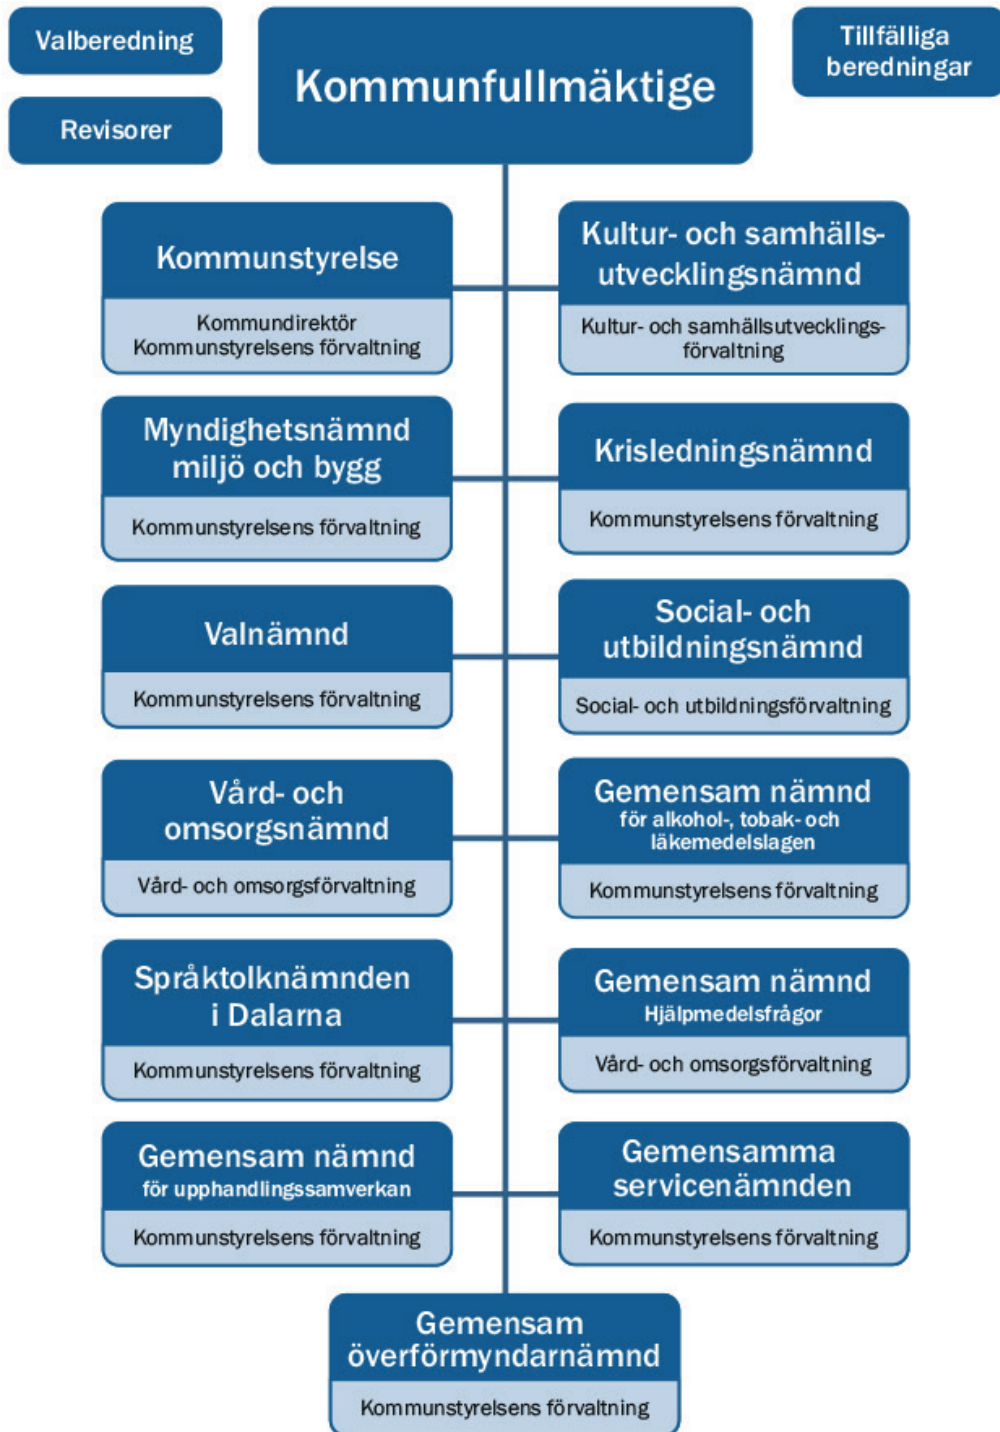 Valberedning
Revisorer
Kommunfullmäktige
Tillfälliga
beredningar
Kommunstyrelse
Kommundirektör
Kommunstyrelsens förvaltning
Kultur- och samhälls-
utvecklingsnämnd
Kultur- och samhällsutvecklings-
förvaltning
Myndighetsnämnd
miljö och bygg
Kommunstyrelsens förvaltning
Krisledningsnämnd
Kommunstyrelsens förvaltning
Valnämnd
Kommunstyrelsens förvaltning
Social- och
utbildningsnämnd
Social- och utbildningsförvaltning
Vård- och
omsorgsnämnd
Vård- och omsorgsförvaltning
Gemensam nämnd
för alkohol-, tobak- och
läkemedelslagen
Kommunstyrelsens förvaltning
Språktolknämnden
i Dalarna
Kommunstyrelsens förvaltning
Gemensam nämnd
Hjälpmedelsfrågor
Vård- och omsorgsförvaltning
Gemensam nämnd
för upphandlingssamverkan
Kommunstyrelsens förvaltning
Gemensamma
servicenämnden
Kommunstyrelsens förvaltning
Gemensam
överförmyndarnämnd
Kommunstyrelsens förvaltning